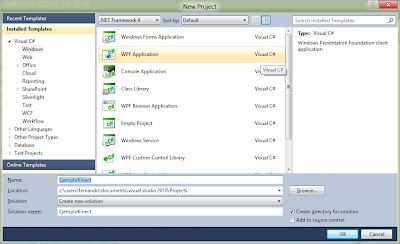 New Project
Recent Templates
.NET Framework 4
Sort by:
Default
Search Installed Templates
Installed Templates
Visual C#
Windows
Web
Office
Cloud
Reporting
SharePoint
Silverlight
Test
WCF
Workflow
Other Languages
Other Project Types
Database
Test Projects
Online Templates
Windows Forms Application Visual C#
WPF Application Visual C#
Visual C#
Console Application
Class Library Visual C#
WPF Browser Application Visual C#
Empty Project Visual C#
Windows Service Visual C#
WPF Custom Control Library Visual C#
Type: Visual C#
Windows Presentation Foundation client application
Name: EjemploKinect
Location: c:\users\fernando\documents\visual studio 2010\Projects
Browse...
Solution: Create new solution
Solution name: EjemploKinect
Create directory for solution
Add to source control
OK
Cancel